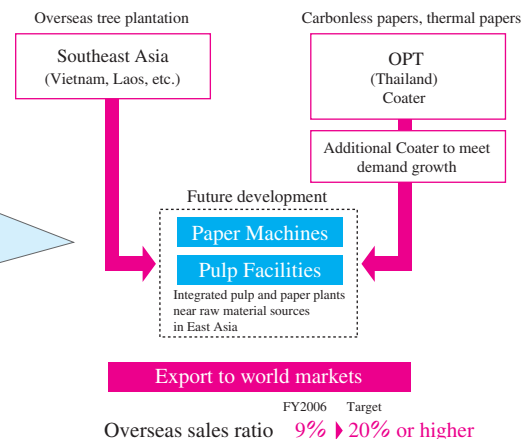 Overseas tree plantation
Southeast Asia
(Vietnam, Laos, etc.)
Carbonless papers, thermal papers
OPT
(Thailand)
Coater
Additional Coater to meet
demand growth
Future development
Paper Machines
Pulp Facilities
Integrated pulp and paper plants
near raw material sources
in East Asia
Export to world markets
FY2006 Target
Overseas sales ratio 9% 20% or higher